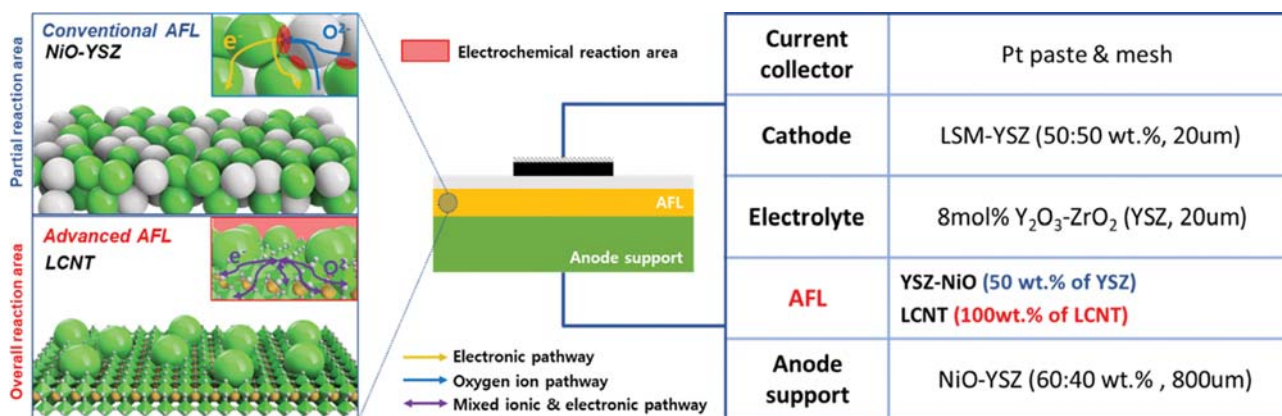 Partial reaction area
Conventional AFL
NiO-YSZ
e⁻
O²⁻
Overall reaction area
Advanced AFL
LCNT
e⁻
O²⁻
Electrochemical reaction area
AFL
Anode support
Electronic pathway
Oxygen ion pathway
Mixed ionic & electronic pathway
Current
collector
Pt paste & mesh
Cathode
LSM-YSZ (50:50 wt.%, 20um)
Electrolyte
8mol% Y₂O₃-ZrO₂ (YSZ, 20um)
AFL
YSZ-NiO (50 wt.% of YSZ)
LCNT (100wt.% of LCNT)
Anode
support
NiO-YSZ (60:40 wt.% , 800um)